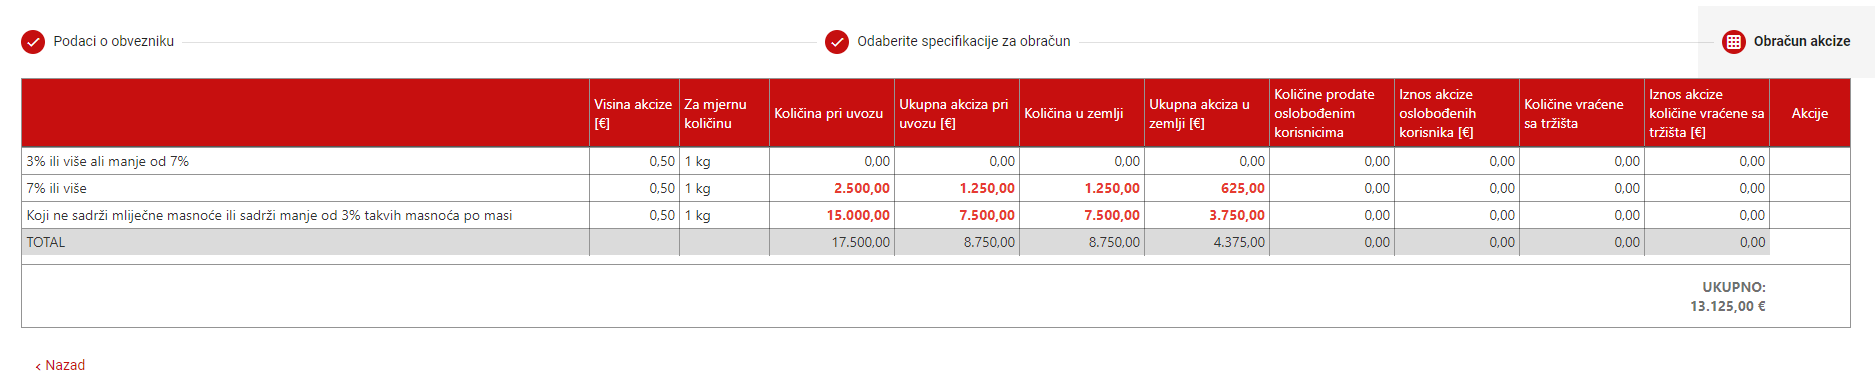 Podaci o obvezniku
Odaberite specifikacije za obračun
Obračun akcize
Visina akcize [€]
Za mjernu količinu
Količina pri uvozu
Ukupna akciza pri uvozu [€]
Količina u zemlji
Ukupna akciza u zemlji [€]
Količine prodate oslobođenim korisnicima
Iznos akcize oslobođenih korisnika [€]
Količine vraćene sa tržišta
Iznos akcize količine vraćene sa tržišta [€]
Akcije
3% ili više ali manje od 7% 0,50 1 kg 0,00 0,00 0,00 0,00 0,00 0,00 0,00 0,00
7% ili više 0,50 1 kg 2.500,00 1.250,00 1.250,00 625,00 0,00 0,00 0,00 0,00
Koji ne sadrži mliječne masnoće ili sadrži manje od 3% takvih masnoća po masi 0,50 1 kg 15.000,00 7.500,00 7.500,00 3.750,00 0,00 0,00 0,00 0,00
TOTAL 17.500,00 8.750,00 8.750,00 4.375,00 0,00 0,00 0,00 0,00
UKUPNO:
13.125,00 €
‹ Nazad